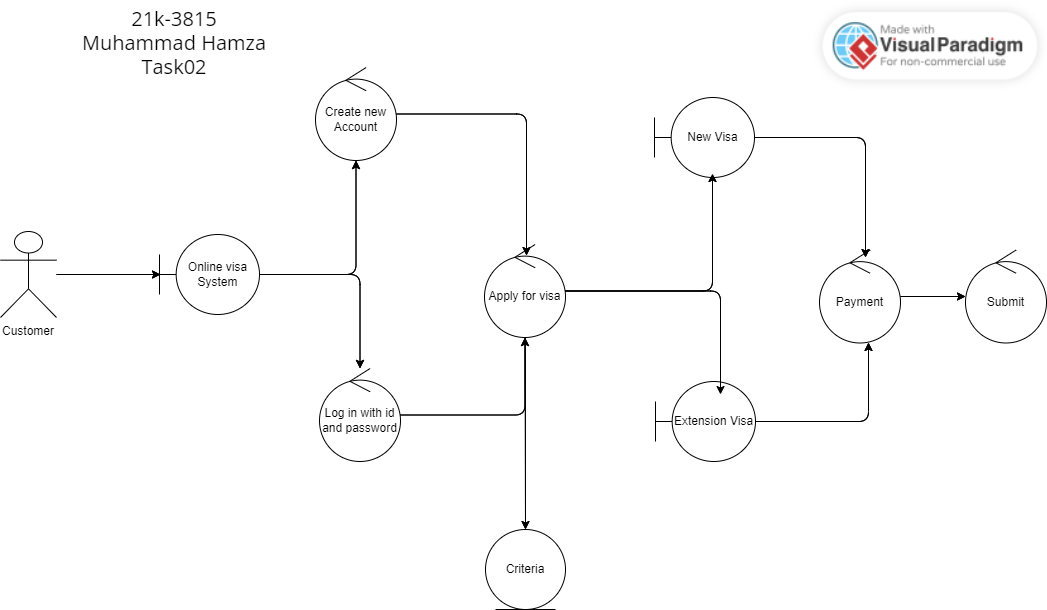 21k-3815
Muhammad Hamza
Task02
Made with
Visual Paradigm
For non-commercial use
Create new
Account
New Visa
Online visa
System
Customer
Apply for visa
Payment
Submit
Log in with id
and password
Extension Visa
Criteria